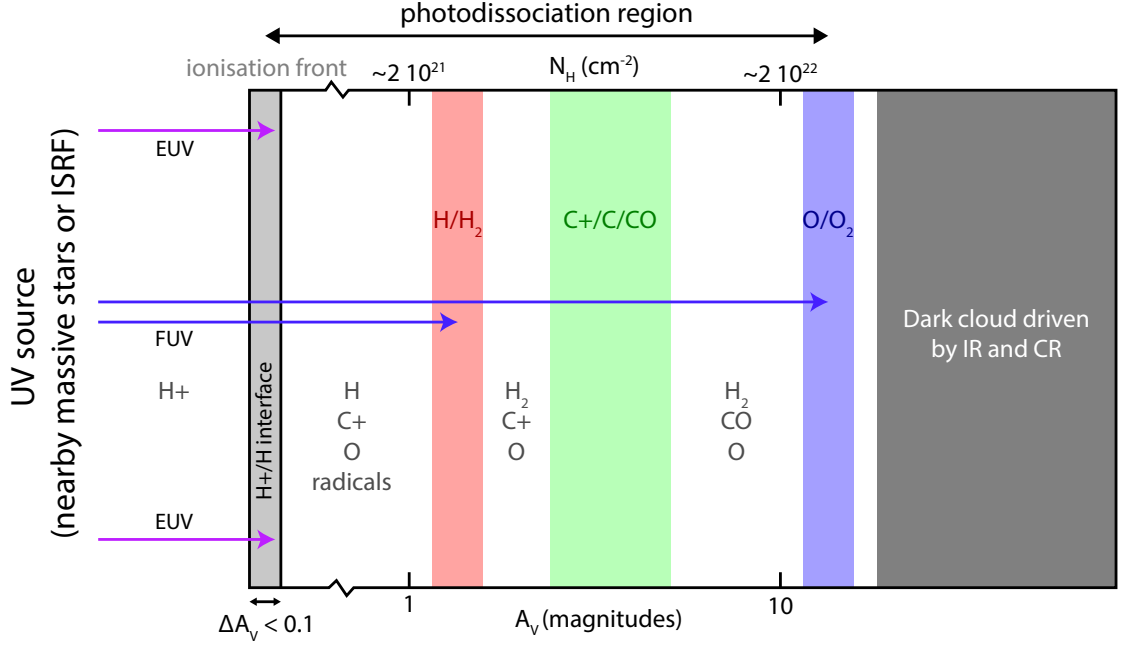 photodissociation region
ionisation front
~2 10²¹
N_H (cm⁻²)
~2 10²²
UV source
(nearby massive stars or ISRF)
EUV
H/H₂
C+/C/CO
O/O₂
FUV
Dark cloud driven
by IR and CR
H+
H+/H interface
H
C+
O
radicals
H₂
C+
O
H₂
CO
O
EUV
1
10
A_V (magnitudes)
ΔA_V < 0.1